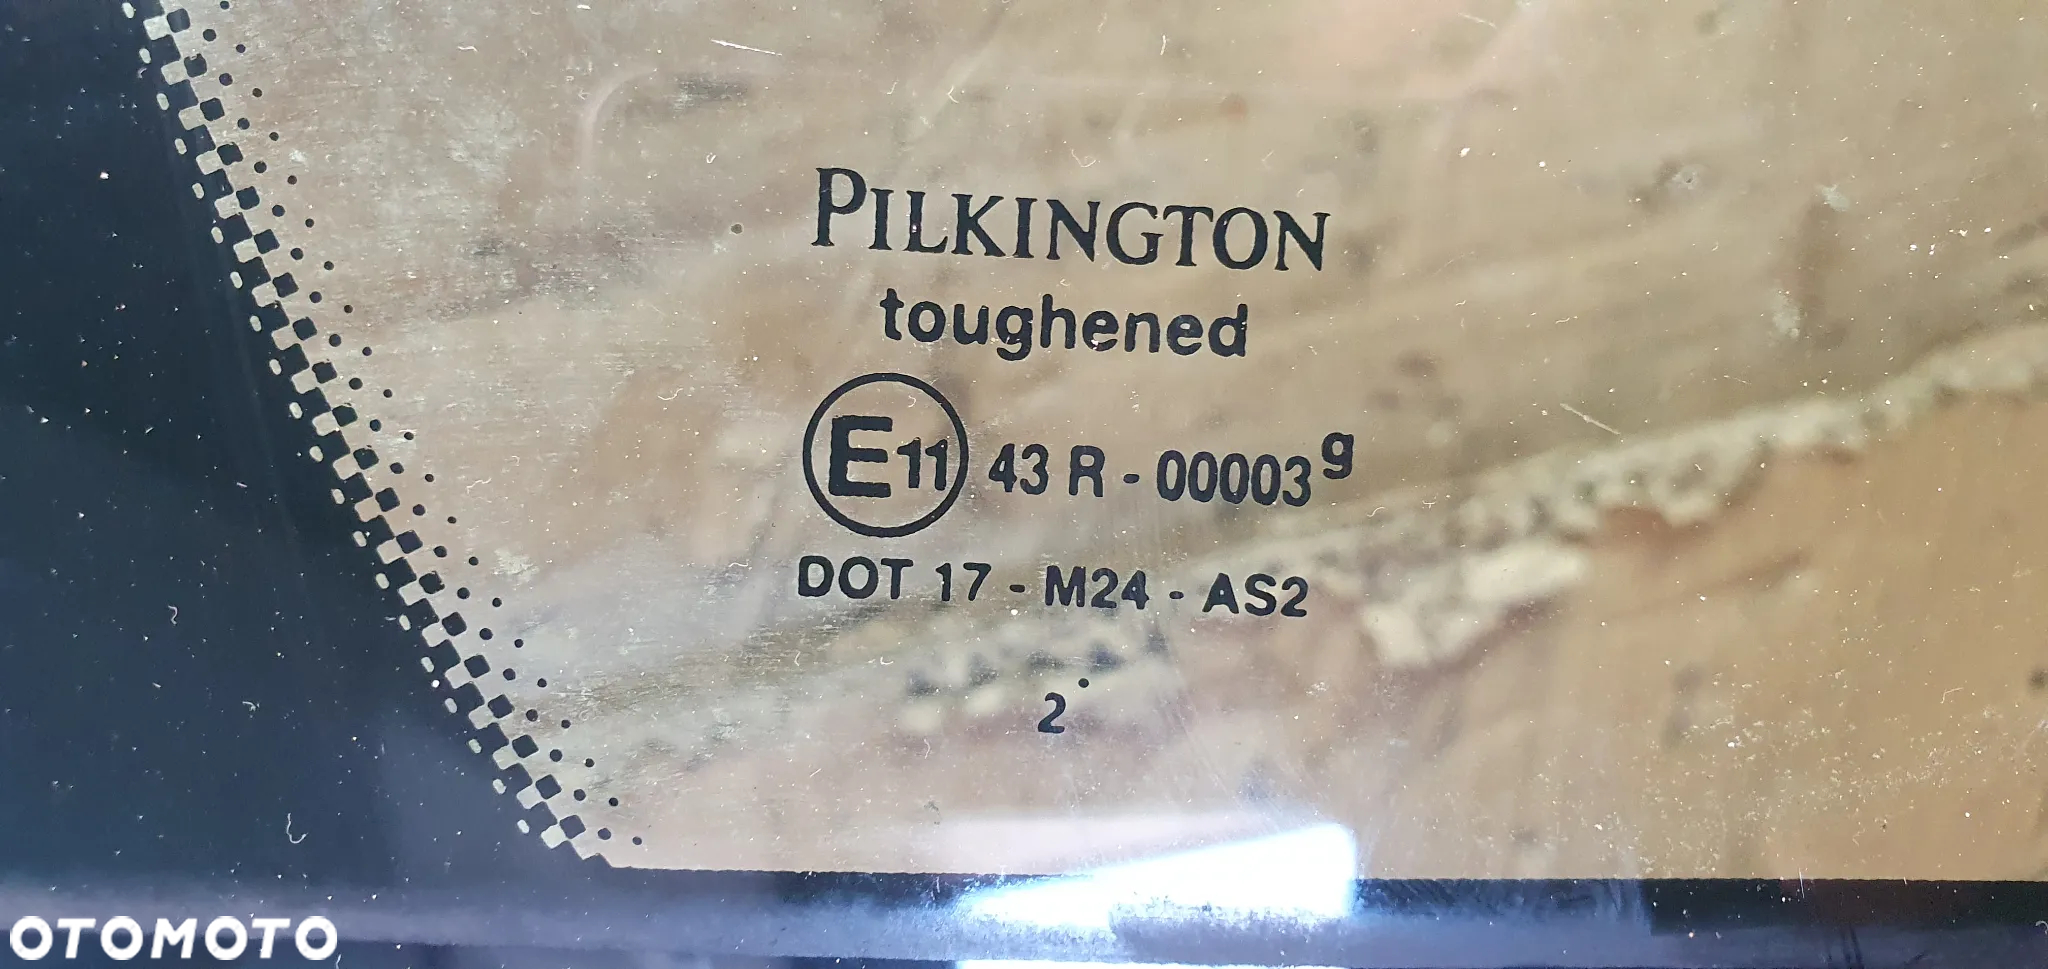 PILKINGTON
toughened
E11 43 R - 00003 g
DOT 17 - M24 - AS2
2
OTOMOTO